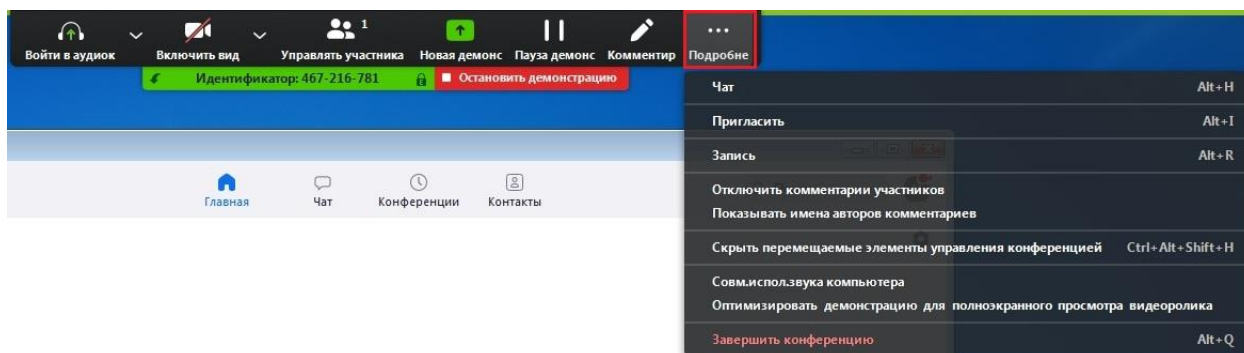 1
Войти в аудиок Включить вид Управлять участника Новая демонс Пауза демонс Комментир Подробне
Идентификатор: 467-216-781 Остановить демонстрацию
Чат Alt+H
Пригласить Alt+I
Запись Alt+R
Отключить комментарии участников
Показывать имена авторов комментариев
Скрыть перемещаемые элементы управления конференцией Ctrl+Alt+Shift+H
Совм.испол.звука компьютера
Оптимизировать демонстрацию для полноэкранного просмотра видеоролика
Завершить конференцию Alt+Q
Главная Чат Конференции Контакты